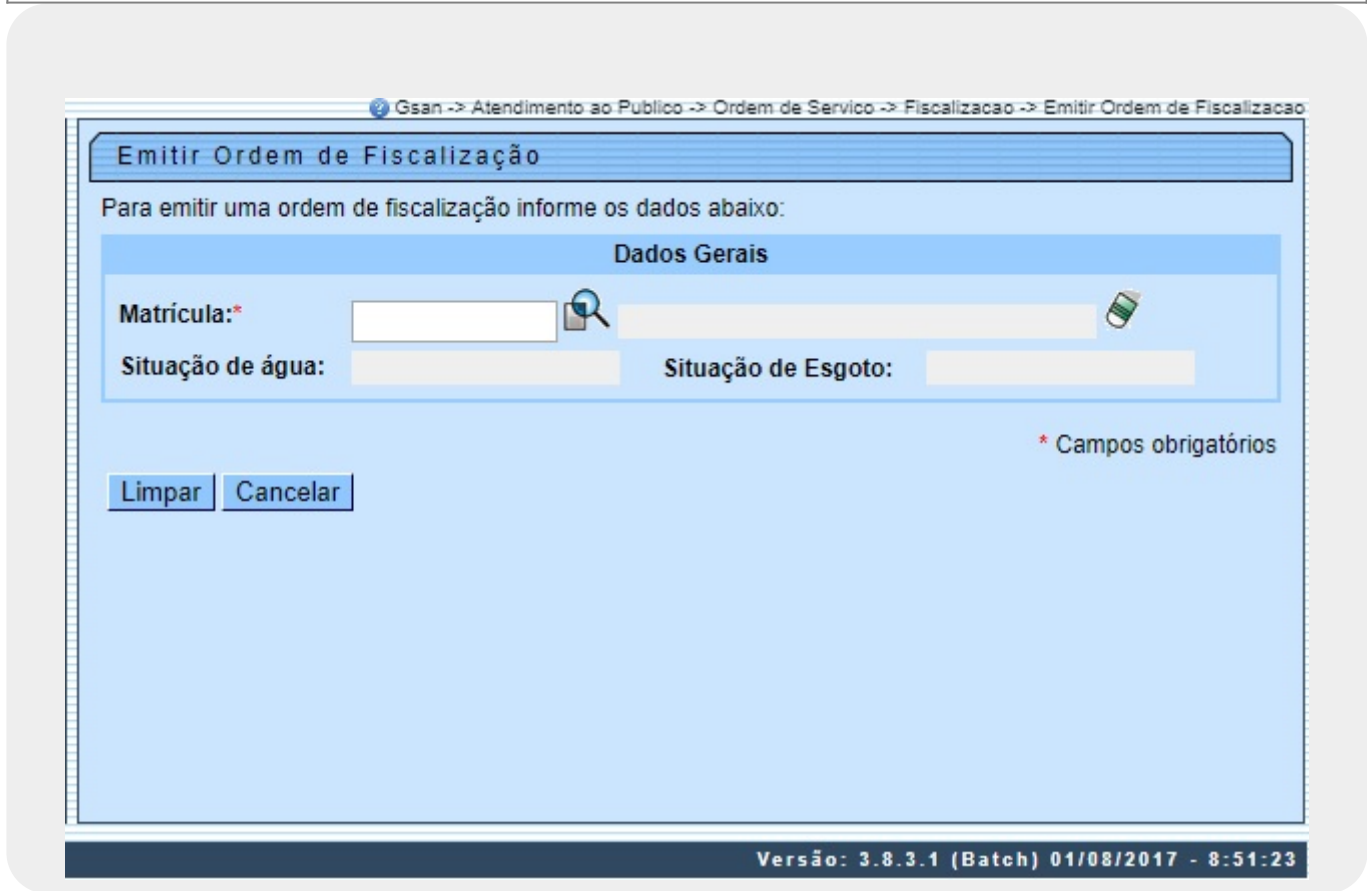 Gsan -> Atendimento ao Publico -> Ordem de Servico -> Fiscalizacao -> Emitir Ordem de Fiscalizacao
Emitir Ordem de Fiscalização
Para emitir uma ordem de fiscalização informe os dados abaixo:
Dados Gerais
Matrícula:*
Situação de água: Situação de Esgoto:
* Campos obrigatórios
Limpar Cancelar
Versão: 3.8.3.1 (Batch) 01/08/2017 - 8:51:23